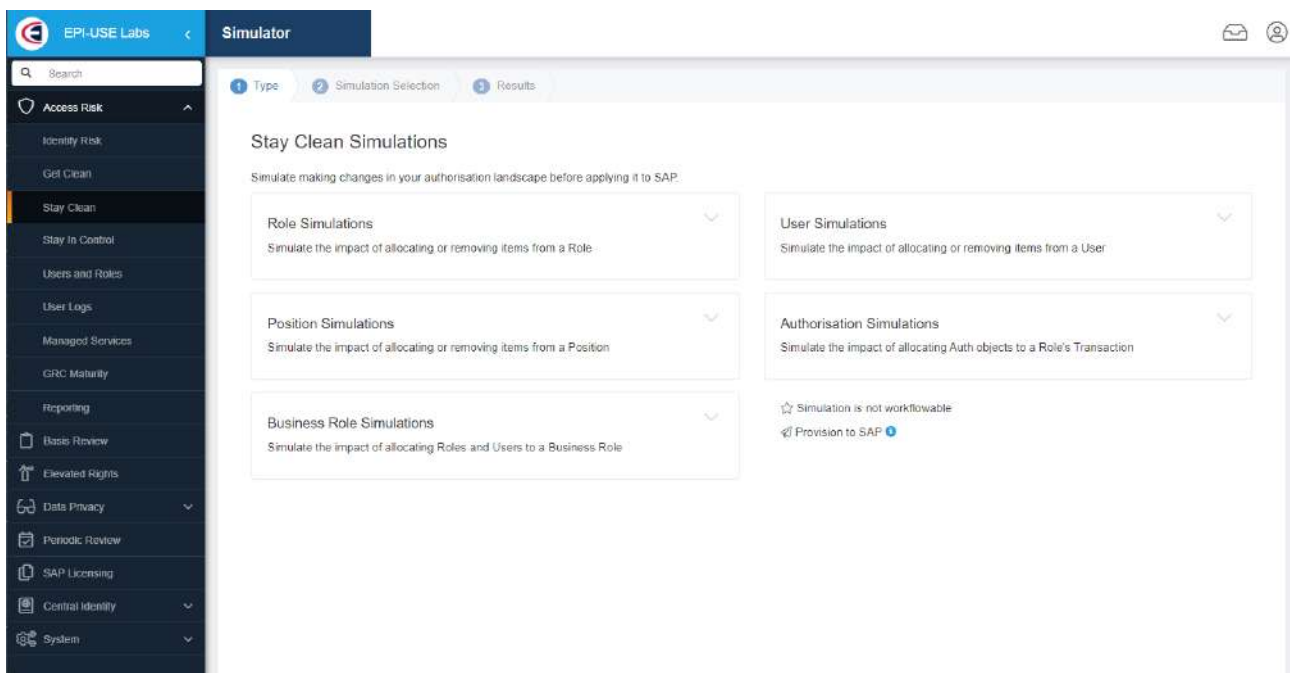 EPI-USE Labs
Simulator
Search
Access Risk
Identify Risk
Get Clean
Stay Clean
Stay In Control
Users and Roles
User Logs
Managed Services
GRC Maturity
Reporting
Basis Review
Elevated Rights
Data Privacy
Periodic Review
SAP Licensing
Central Identity
System
1 Type
2 Simulation Selection
3 Results
Stay Clean Simulations
Simulate making changes in your authorisation landscape before applying it to SAP.
Role Simulations
Simulate the impact of allocating or removing items from a Role
User Simulations
Simulate the impact of allocating or removing items from a User
Position Simulations
Simulate the impact of allocating or removing items from a Position
Authorisation Simulations
Simulate the impact of allocating Auth objects to a Role's Transaction
Business Role Simulations
Simulate the impact of allocating Roles and Users to a Business Role
Simulation is not workflowable
Provision to SAP